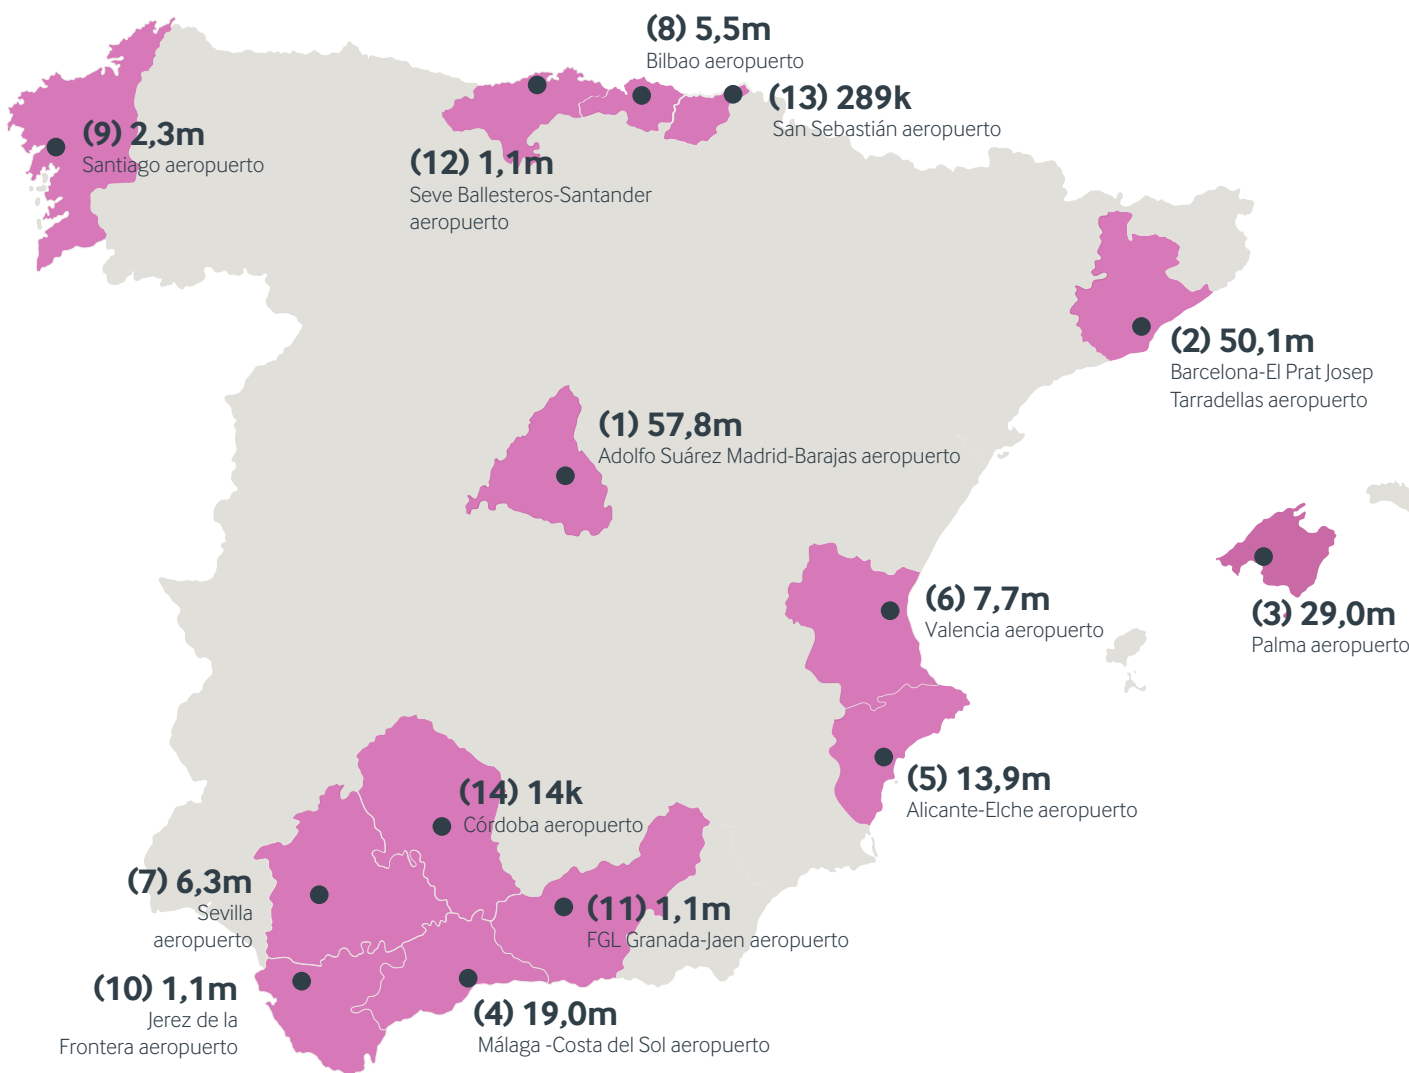 (8) 5,5m
Bilbao aeropuerto
(13) 289k
San Sebastián aeropuerto
(9) 2,3m
Santiago aeropuerto
(12) 1,1m
Seve Ballesteros-Santander
aeropuerto
(2) 50,1m
Barcelona-El Prat Josep
Tarradellas aeropuerto
(1) 57,8m
Adolfo Suárez Madrid-Barajas aeropuerto
(6) 7,7m
Valencia aeropuerto
(3) 29,0m
Palma aeropuerto
(5) 13,9m
Alicante-Elche aeropuerto
(14) 14k
Córdoba aeropuerto
(7) 6,3m
Sevilla
aeropuerto
(11) 1,1m
FGL Granada-Jaen aeropuerto
(10) 1,1m
Jerez de la
Frontera aeropuerto
(4) 19,0m
Málaga -Costa del Sol aeropuerto